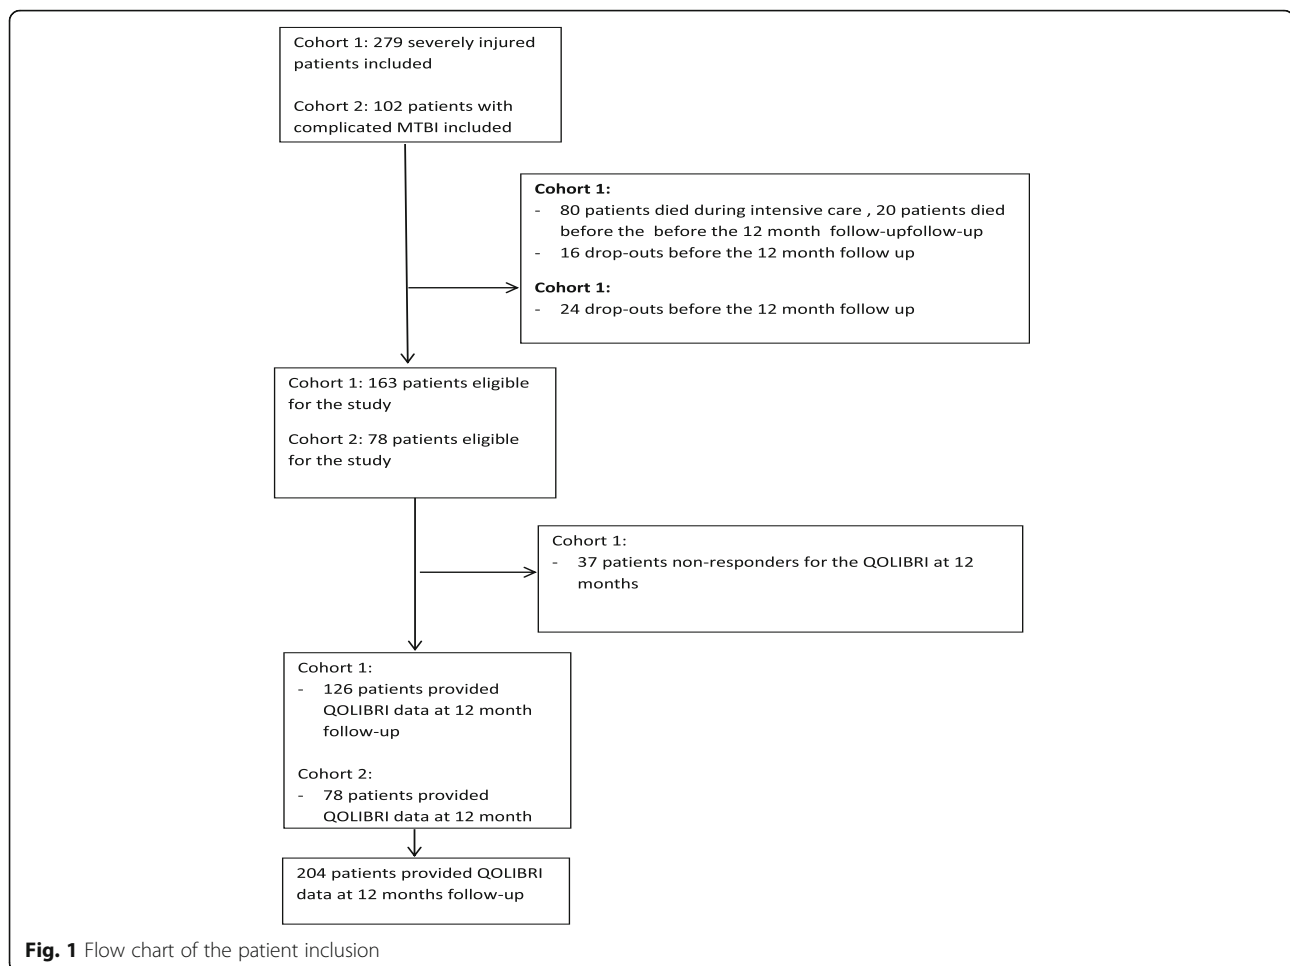 Cohort 1: 279 severely injured
patients included
Cohort 2: 102 patients with
complicated MTBI included
Cohort 1:
- 80 patients died during intensive care , 20 patients died
before the before the 12 month follow-upfollow-up
- 16 drop-outs before the 12 month follow up
Cohort 1:
- 24 drop-outs before the 12 month follow up
Cohort 1: 163 patients eligible
for the study
Cohort 2: 78 patients eligible
for the study
Cohort 1:
- 37 patients non-responders for the QOLIBRI at 12
months
Cohort 1:
- 126 patients provided
QOLIBRI data at 12 month
follow-up
Cohort 2:
- 78 patients provided
QOLIBRI data at 12 month
204 patients provided QOLIBRI
data at 12 months follow-up
Fig. 1 Flow chart of the patient inclusion